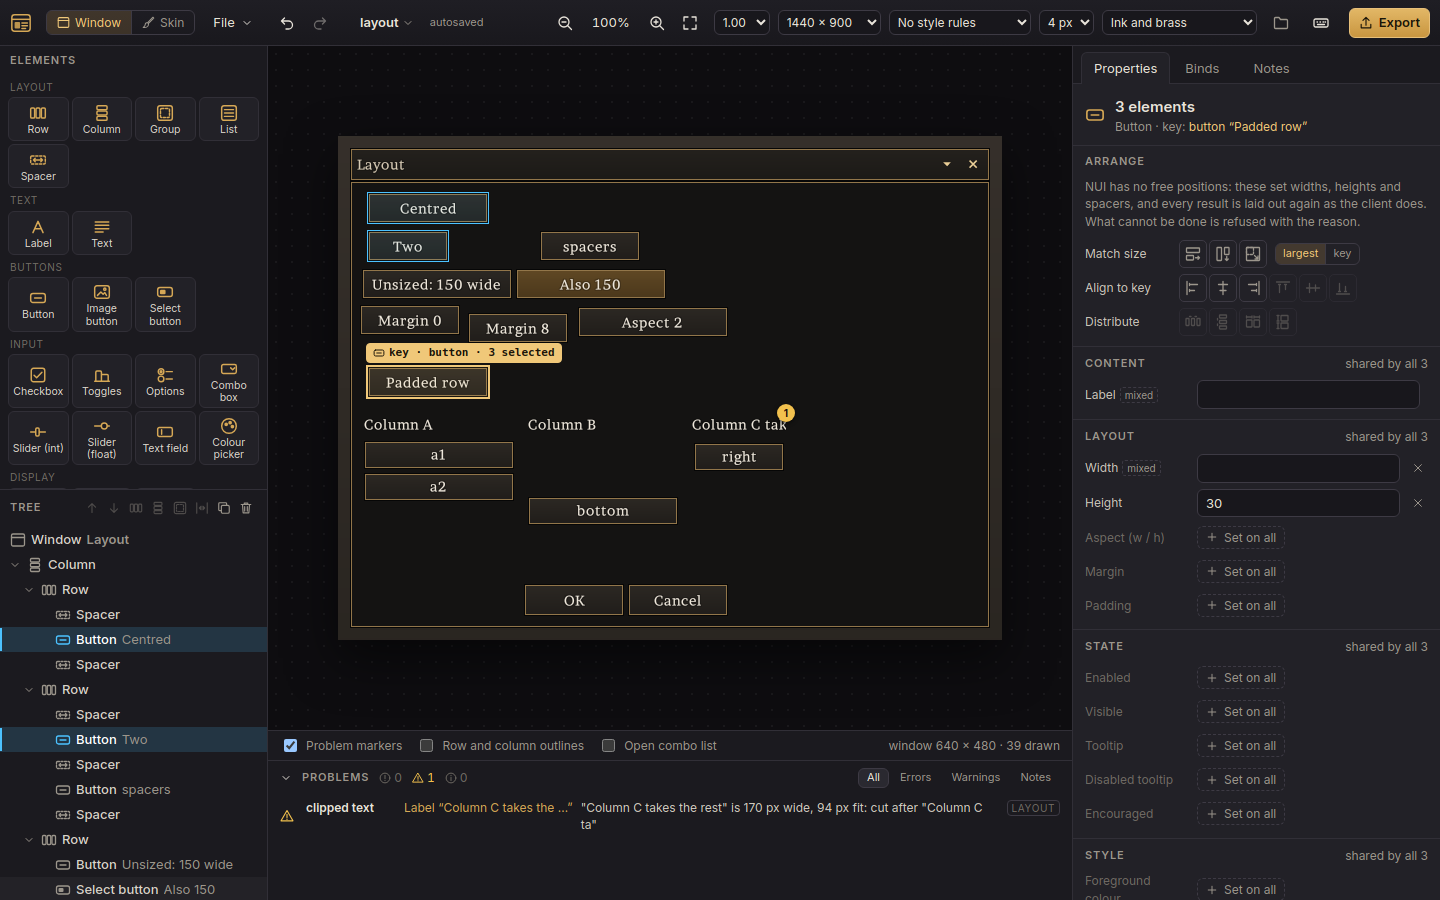 Window
Skin
File
layout
autosaved
100%
1.00
1440 × 900
No style rules
4 px
Ink and brass
Export
ELEMENTS
LAYOUT
Row
Column
Group
List
Spacer
TEXT
Label
Text
BUTTONS
Button
Image button
Select button
INPUT
Checkbox
Toggles
Options
Combo box
Slider (int)
Slider (float)
Text field
Colour picker
DISPLAY
TREE
Window Layout
Column
Row
Spacer
Button Centred
Spacer
Row
Spacer
Button Two
Spacer
Button spacers
Spacer
Row
Button Unsized: 150 wide
Select button Also 150
Layout
Centred
Two
spacers
Unsized: 150 wide
Also 150
Margin 0
Margin 8
Aspect 2
key · button · 3 selected
Padded row
1
Column A
Column B
Column C tak
a1
right
a2
bottom
OK
Cancel
Problem markers
Row and column outlines
Open combo list
window 640 × 480 · 39 drawn
PROBLEMS
0
1
0
All
Errors
Warnings
Notes
clipped text
Label “Column C takes the ...”
"Column C takes the rest" is 170 px wide, 94 px fit: cut after "Column C
ta"
LAYOUT
Properties
Binds
Notes
3 elements
Button · key: button “Padded row”
ARRANGE
NUI has no free positions: these set widths, heights and
spacers, and every result is laid out again as the client does.
What cannot be done is refused with the reason.
Match size
largest
key
Align to key
Distribute
CONTENT
shared by all 3
Label mixed
LAYOUT
shared by all 3
Width mixed
Height
30
Aspect (w / h)
Set on all
Margin
Set on all
Padding
Set on all
STATE
shared by all 3
Enabled
Set on all
Visible
Set on all
Tooltip
Set on all
Disabled tooltip
Set on all
Encouraged
Set on all
STYLE
shared by all 3
Foreground
colour
Set on all